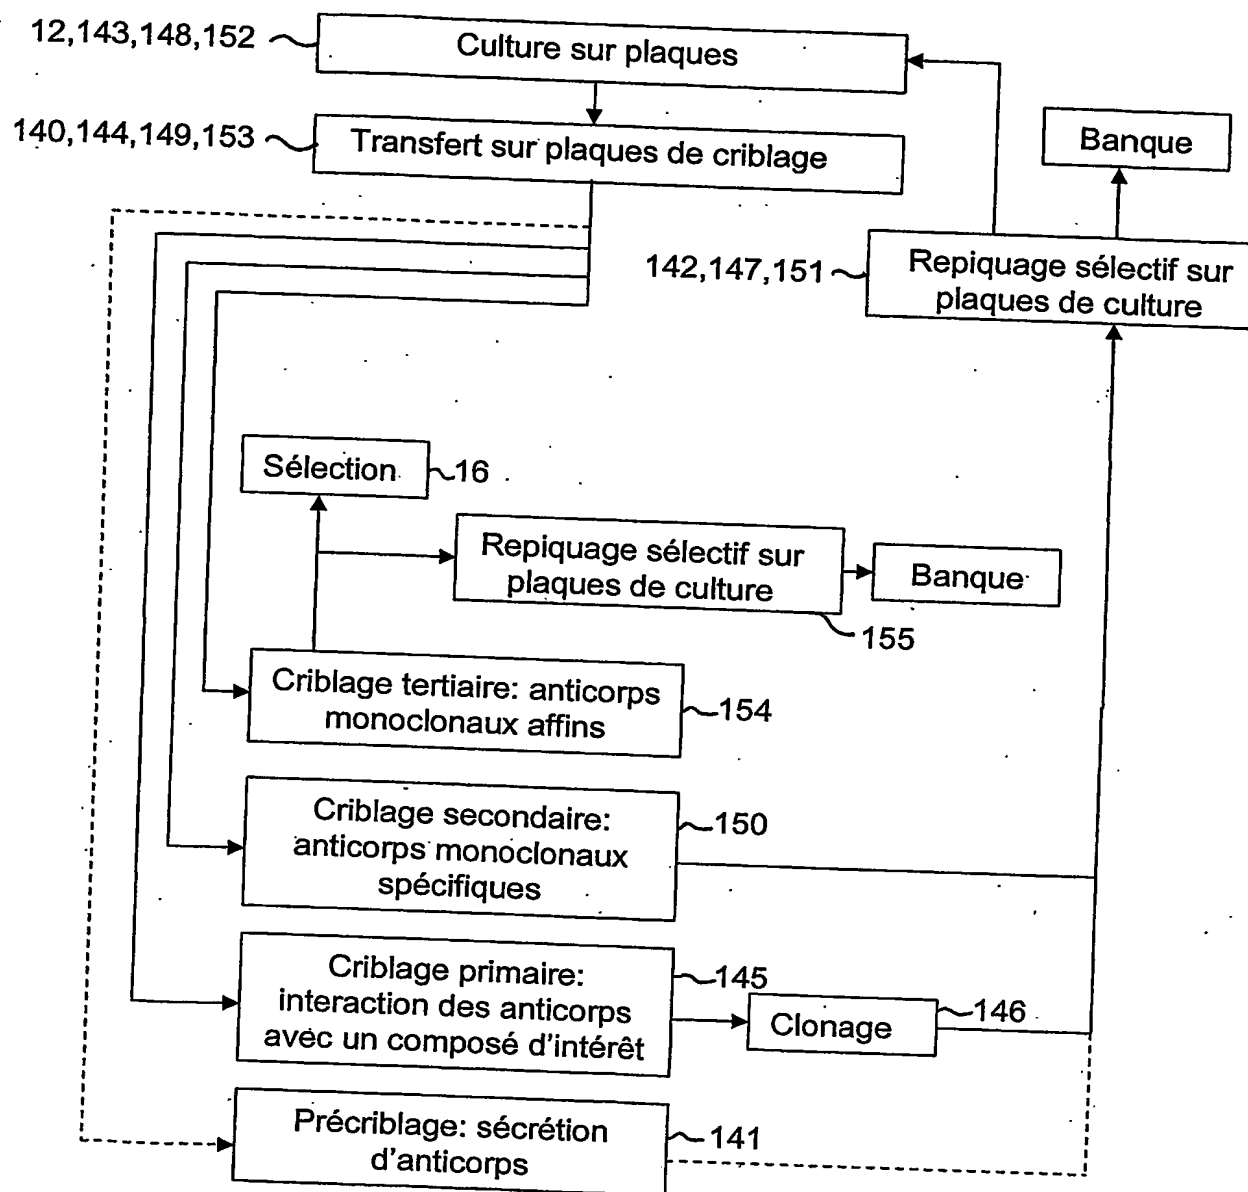 12,143,148,152
Culture sur plaques
140,144,149,153
Transfert sur plaques de criblage
Banque
142,147,151
Repiquage sélectif sur
plaques de culture
Sélection
16
Repiquage sélectif sur
plaques de culture
Banque
155
Criblage tertiaire: anticorps
monoclonaux affins
154
Criblage secondaire:
anticorps monoclonaux
spécifiques
150
Criblage primaire:
interaction des anticorps
avec un composé d'intérêt
145
Clonage
146
Précriblage: sécrétion
d'anticorps
141